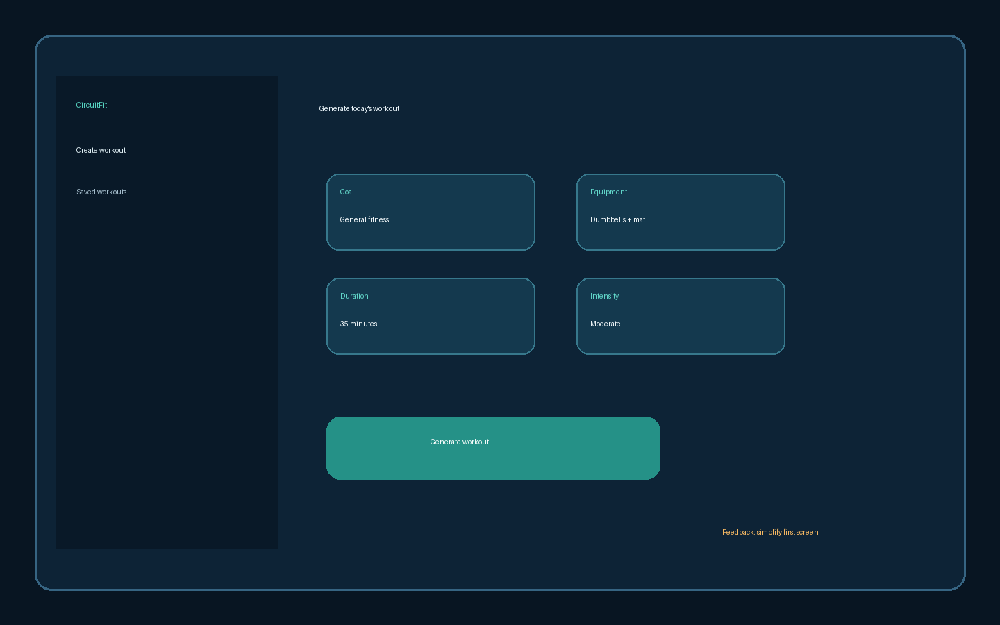 CircuitFit
Create workout
Saved workouts
Generate today's workout
Goal
General fitness
Equipment
Dumbbells + mat
Duration
35 minutes
Intensity
Moderate
Generate workout
Feedback: simplify first screen